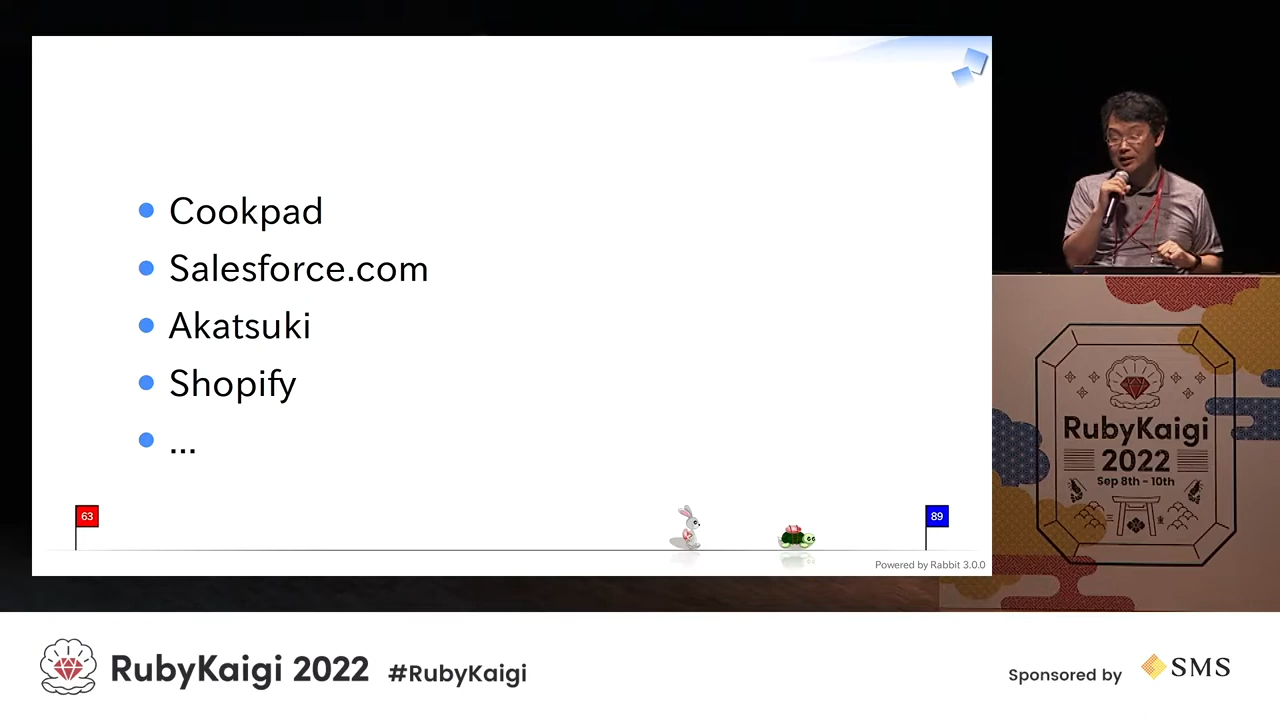 Cookpad
Salesforce.com
Akatsuki
Shopify
...
63
89
Powered by Rabbit 3.0.0
RubyKaigi
2022
Sep 8th - 10th
RubyKaigi 2022 #RubyKaigi
Sponsored by SMS